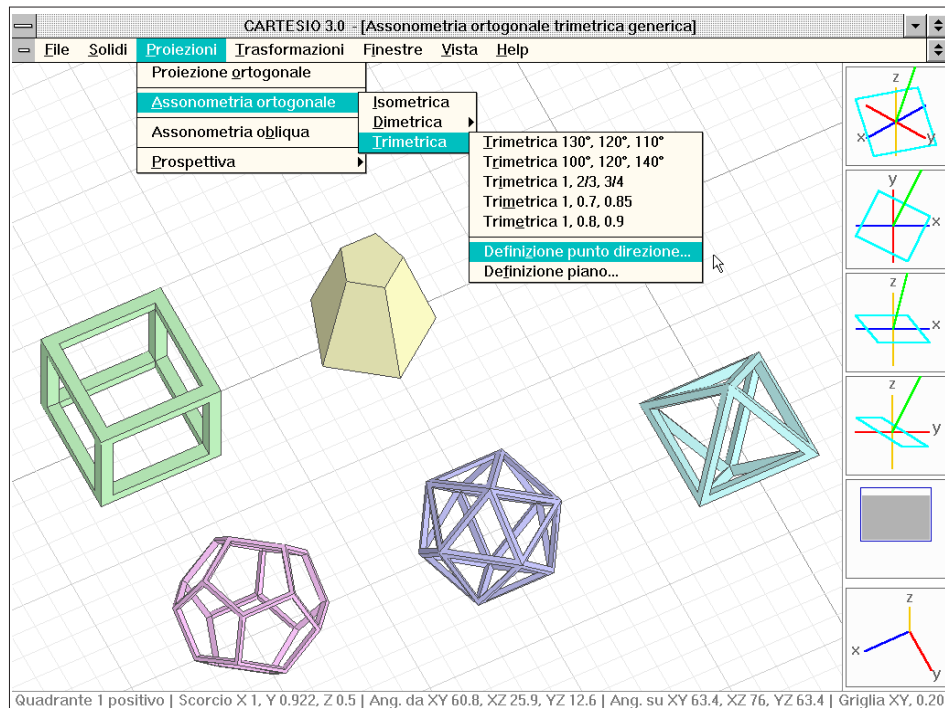 CARTESIO 3.0 - [Assonometria ortogonale trimetrica generica]
File Solidi Proiezioni Trasformazioni Finestre Vista Help
Proiezione ortogonale
Assonometria ortogonale
Assonometria obliqua
Prospettiva
Isometrica
Dimetrica
Trimetrica
Trimetrica 130°, 120°, 110°
Trimetrica 100°, 120°, 140°
Trimetrica 1, 2/3, 3/4
Trimetrica 1, 0.7, 0.85
Trimetrica 1, 0.8, 0.9
Definizione punto direzione...
Definizione piano...
z
x y
y
x
z
x
z
y
z
x
y
Quadrante 1 positivo | Scorcio X 1, Y 0.922, Z 0.5 | Ang. da XY 60.8, XZ 25.9, YZ 12.6 | Ang. su XY 63.4, XZ 76, YZ 63.4 | Griglia XY, 0.20